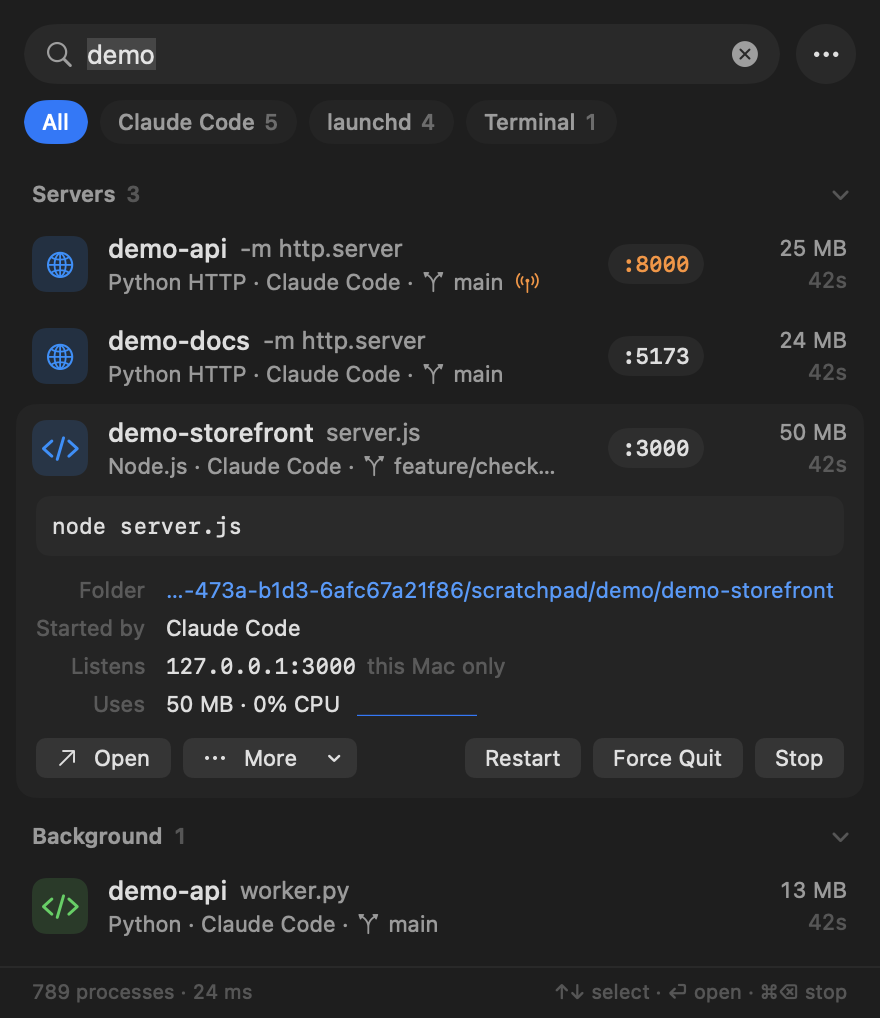 demo
All
Claude Code 5
launchd 4
Terminal 1
Servers 3
demo-api -m http.server
:8000
25 MB
Python HTTP · Claude Code · main
42s
demo-docs -m http.server
:5173
24 MB
Python HTTP · Claude Code · main
42s
demo-storefront server.js
:3000
50 MB
Node.js · Claude Code · feature/check…
42s
node server.js
Folder …-473a-b1d3-6afc67a21f86/scratchpad/demo/demo-storefront
Started by Claude Code
Listens 127.0.0.1:3000 this Mac only
Uses 50 MB · 0% CPU
Open
More
Restart
Force Quit
Stop
Background 1
demo-api worker.py
13 MB
Python · Claude Code · main
42s
789 processes · 24 ms
↑↓ select · ↩ open · ⌘⌫ stop